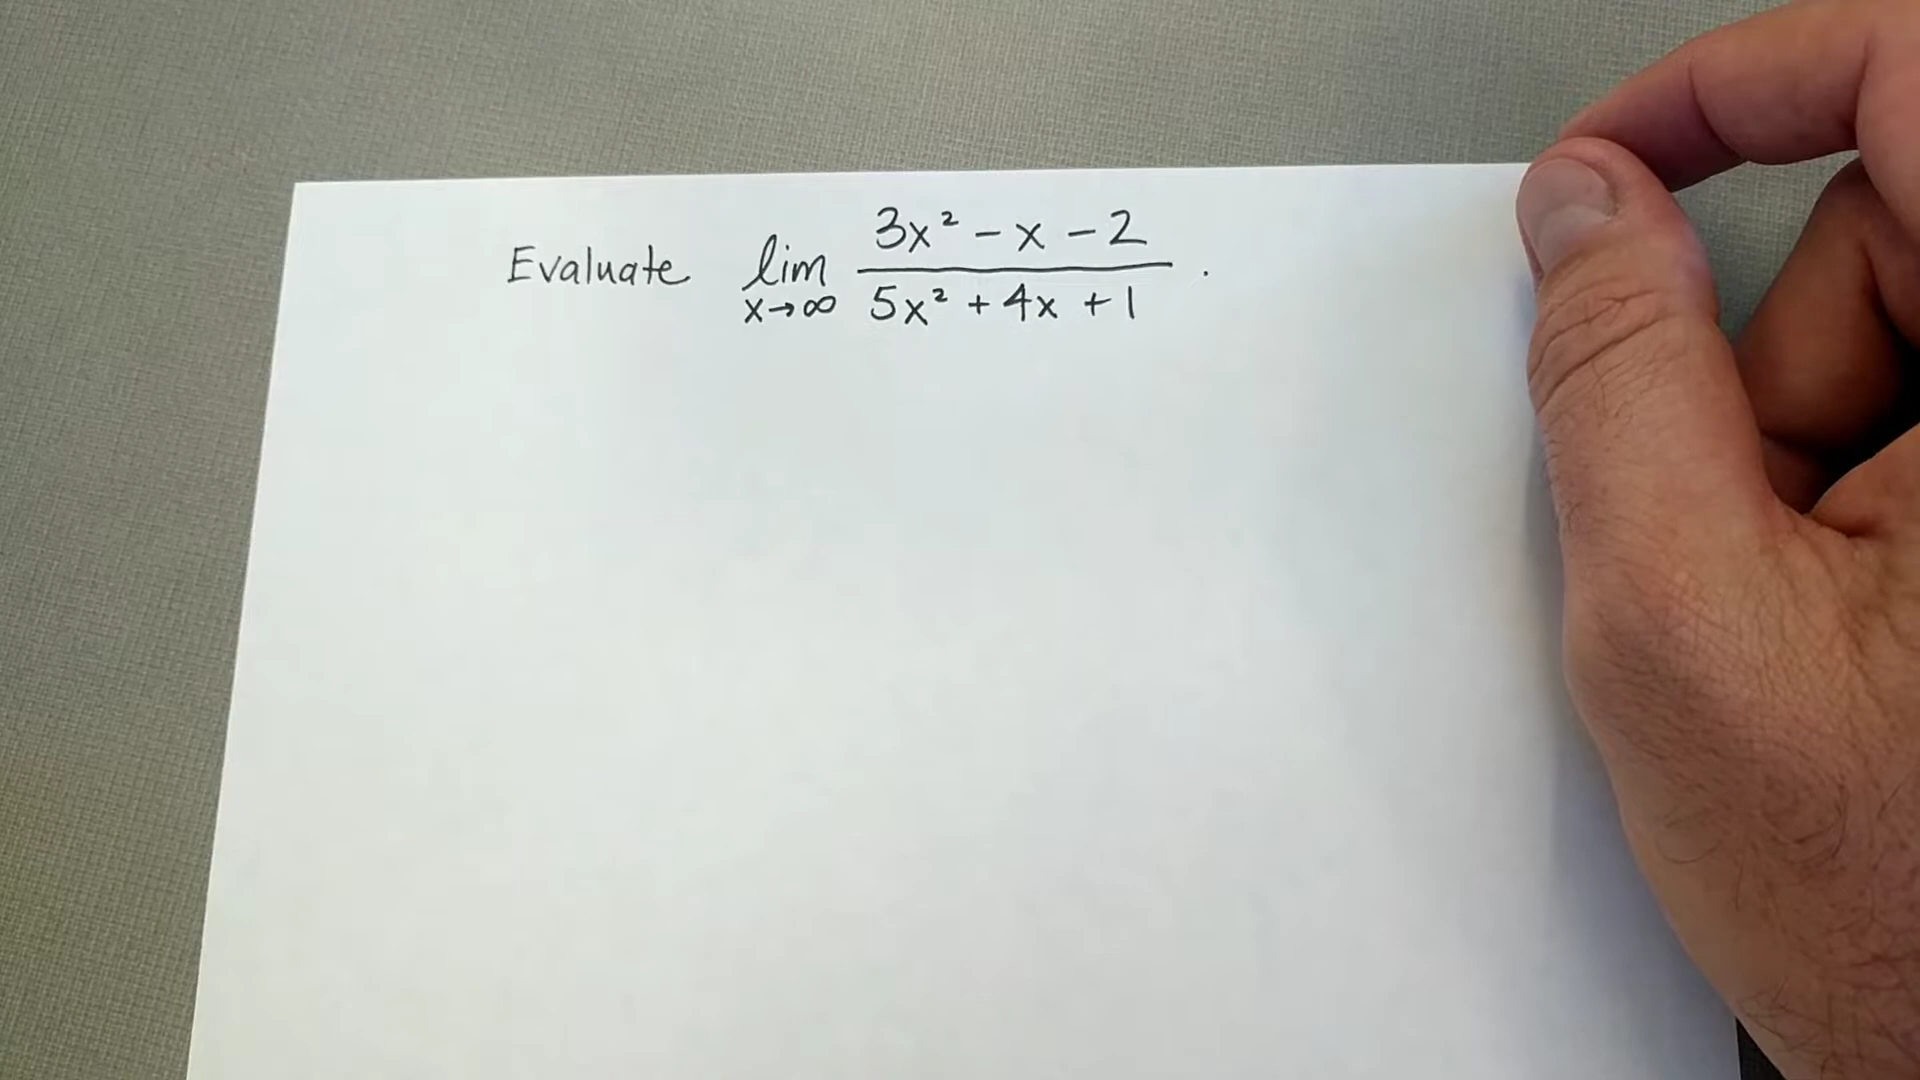 Evaluate lim x→∞ (3x² - x - 2)/(5x² + 4x + 1).